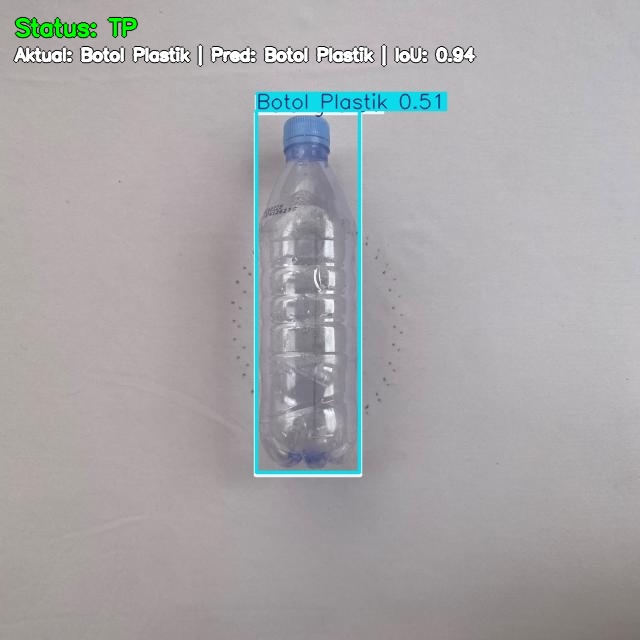 Status: TP
Aktual: Botol Plastik | Pred: Botol Plastik | IoU: 0.94
Botol Plastik 0.51